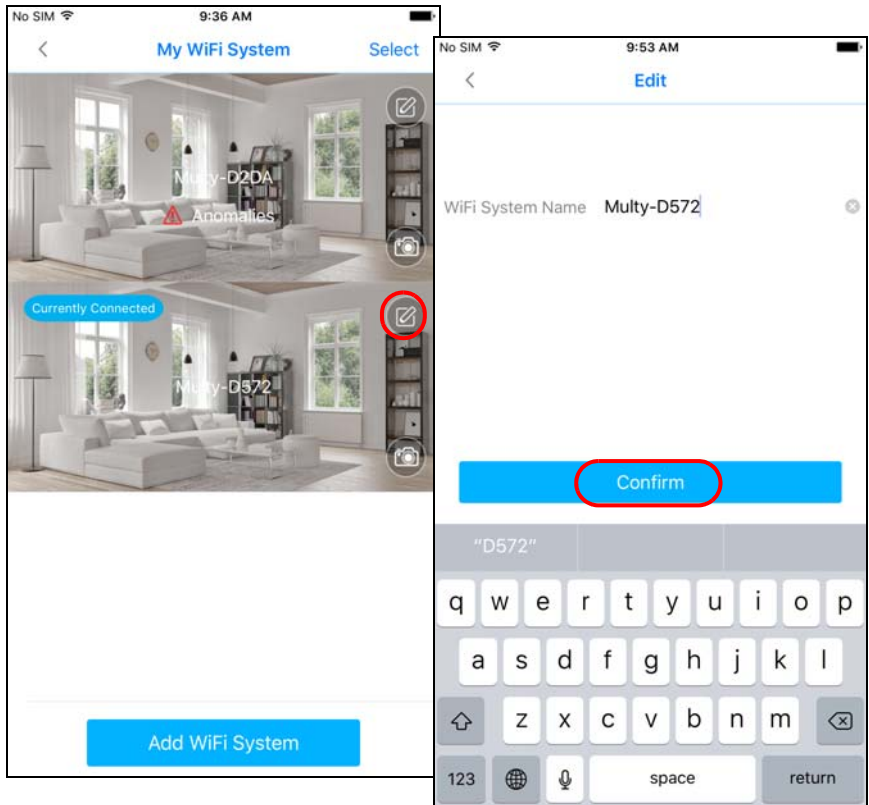 No SIM 9:36 AM
My WiFi System Select
Multy-D2DA
Anomalies
Currently Connected
Multy-D572
Add WiFi System
No SIM 9:53 AM
Edit
WiFi System Name Multy-D572
Confirm
"D572"
q w e r t y u i o p
a s d f g h j k l
z x c v b n m
123 space return